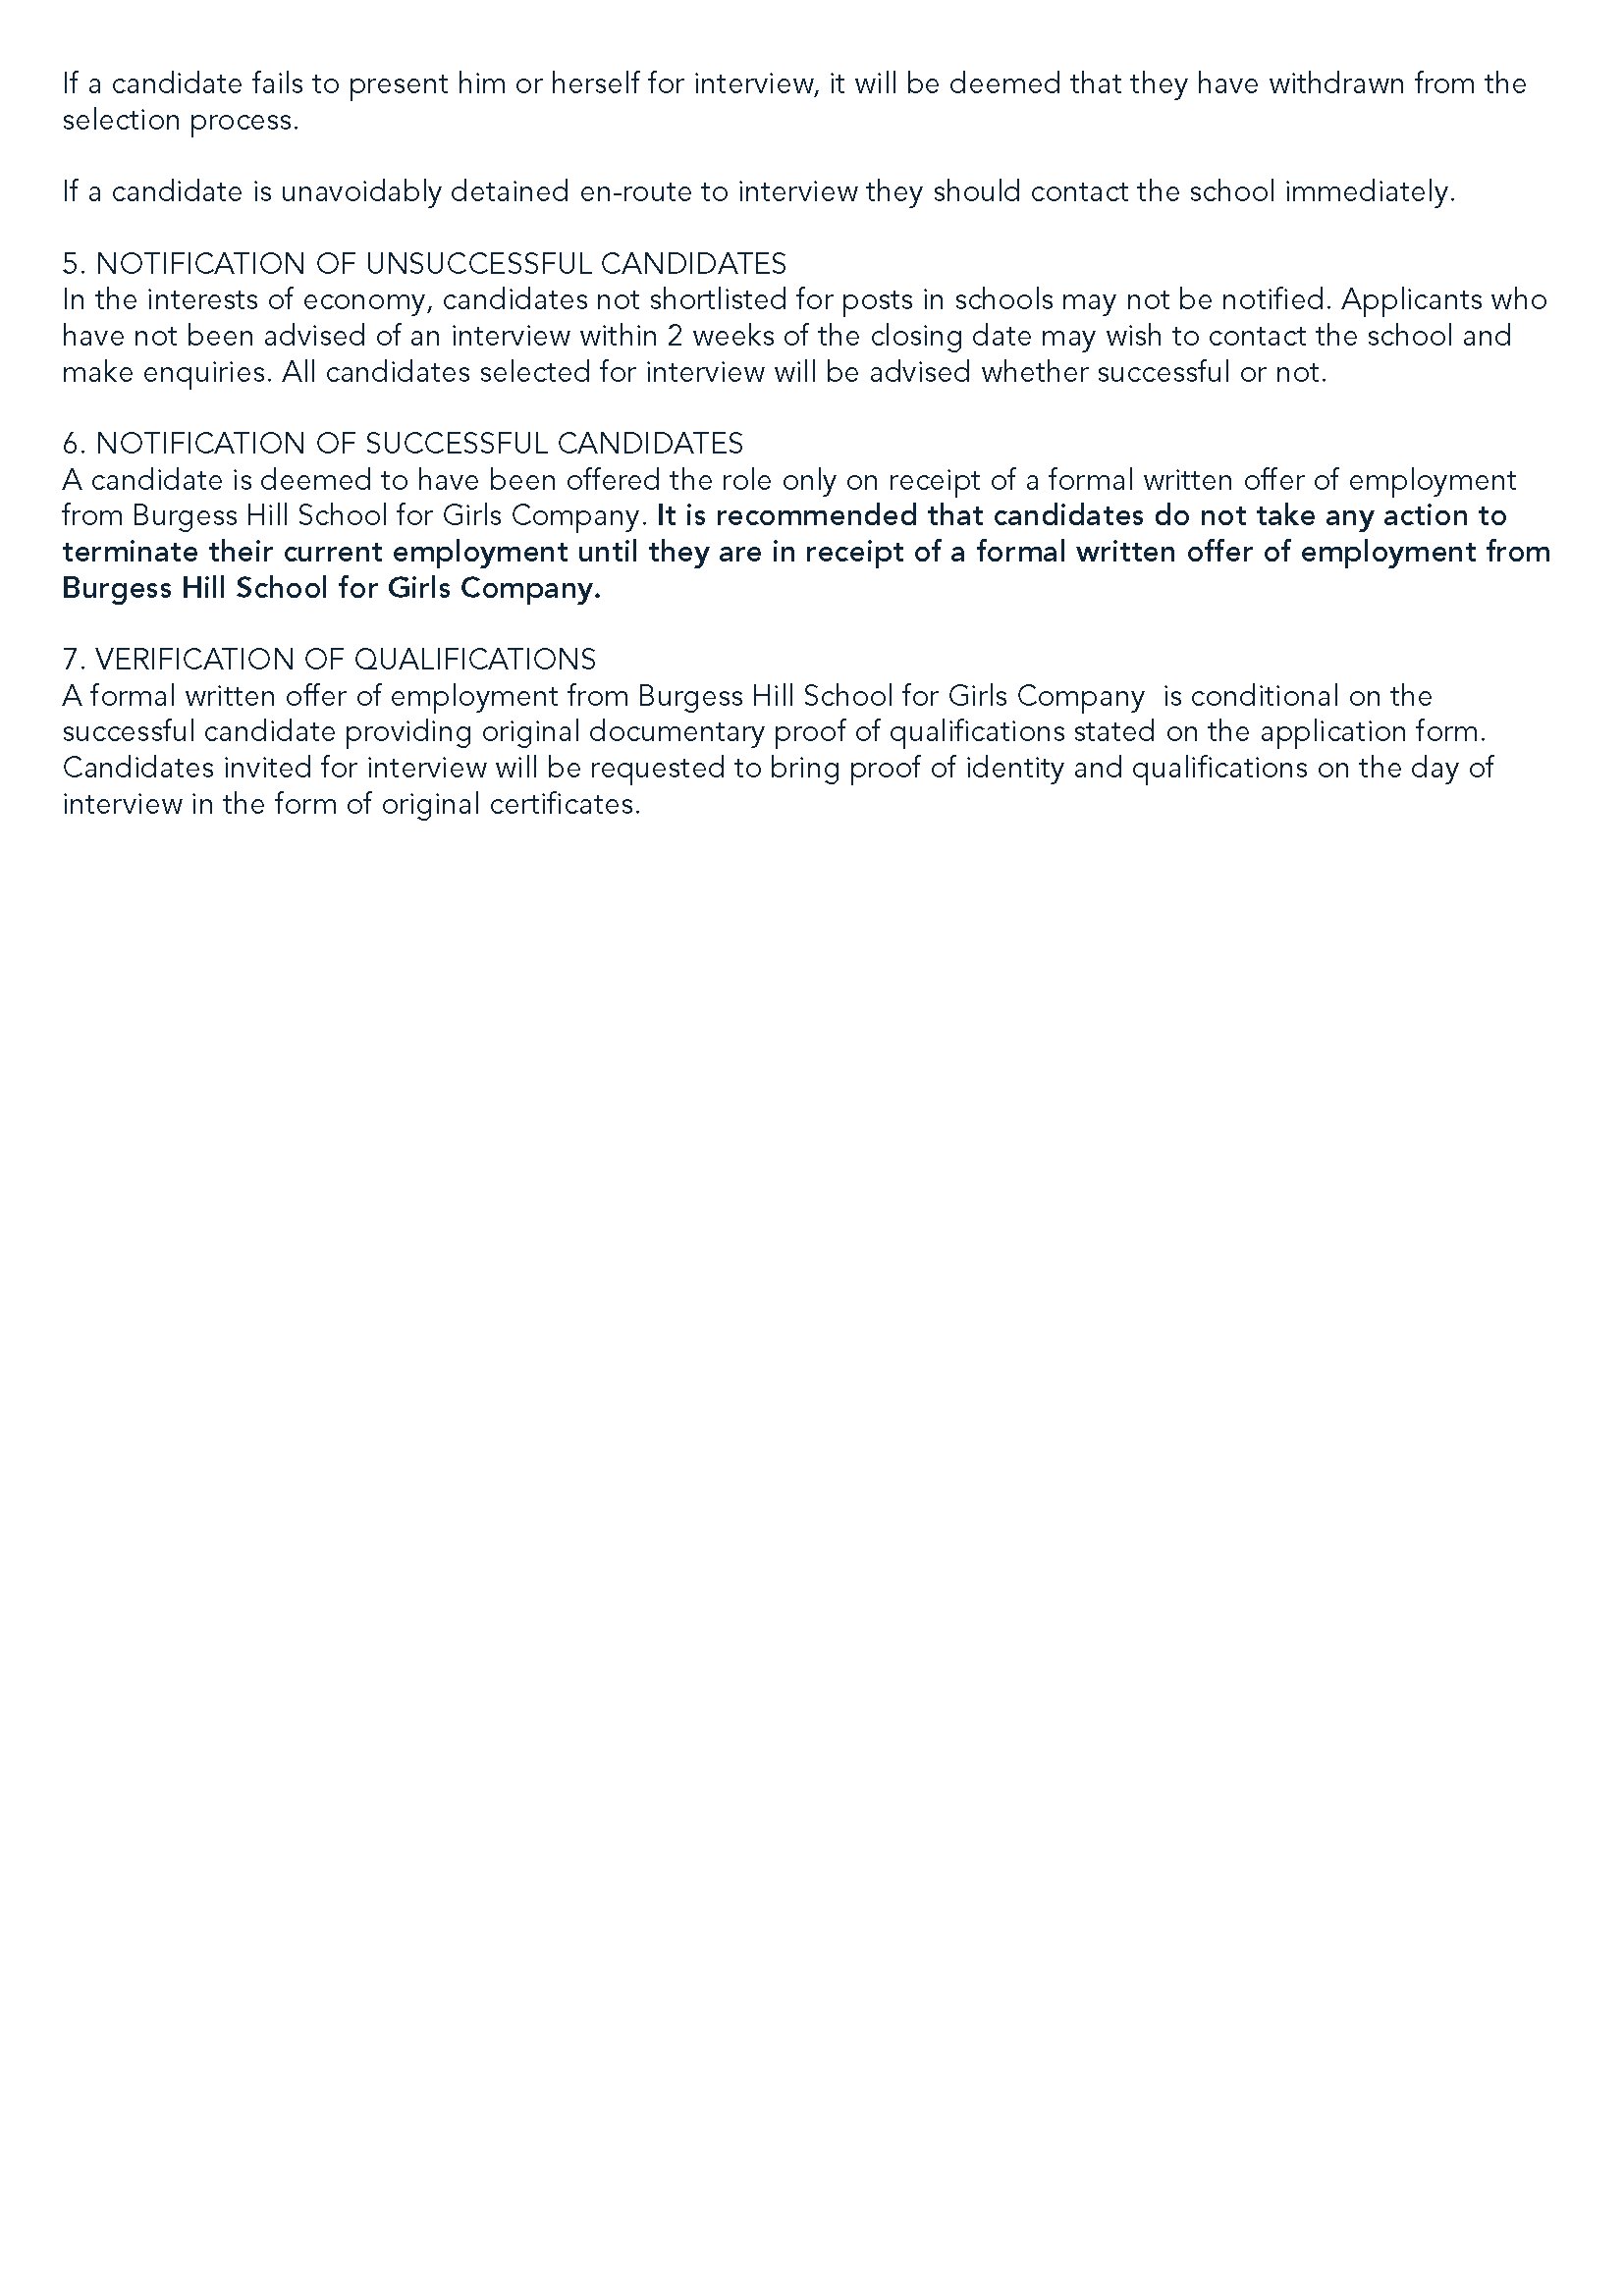 If a candidate fails to present him or herself for interview, it will be deemed that they have withdrawn from the
selection process.
If a candidate is unavoidably detained en-route to interview they should contact the school immediately.
5. NOTIFICATION OF UNSUCCESSFUL CANDIDATES
In the interests of economy, candidates not shortlisted for posts in schools may not be notified. Applicants who
have not been advised of an interview within 2 weeks of the closing date may wish to contact the school and
make enquiries. All candidates selected for interview will be advised whether successful or not.
6. NOTIFICATION OF SUCCESSFUL CANDIDATES
A candidate is deemed to have been offered the role only on receipt of a formal written offer of employment
from Burgess Hill School for Girls Company. It is recommended that candidates do not take any action to
terminate their current employment until they are in receipt of a formal written offer of employment from
Burgess Hill School for Girls Company.
7. VERIFICATION OF QUALIFICATIONS
A formal written offer of employment from Burgess Hill School for Girls Company  is conditional on the
successful candidate providing original documentary proof of qualifications stated on the application form.
Candidates invited for interview will be requested to bring proof of identity and qualifications on the day of
interview in the form of original certificates.